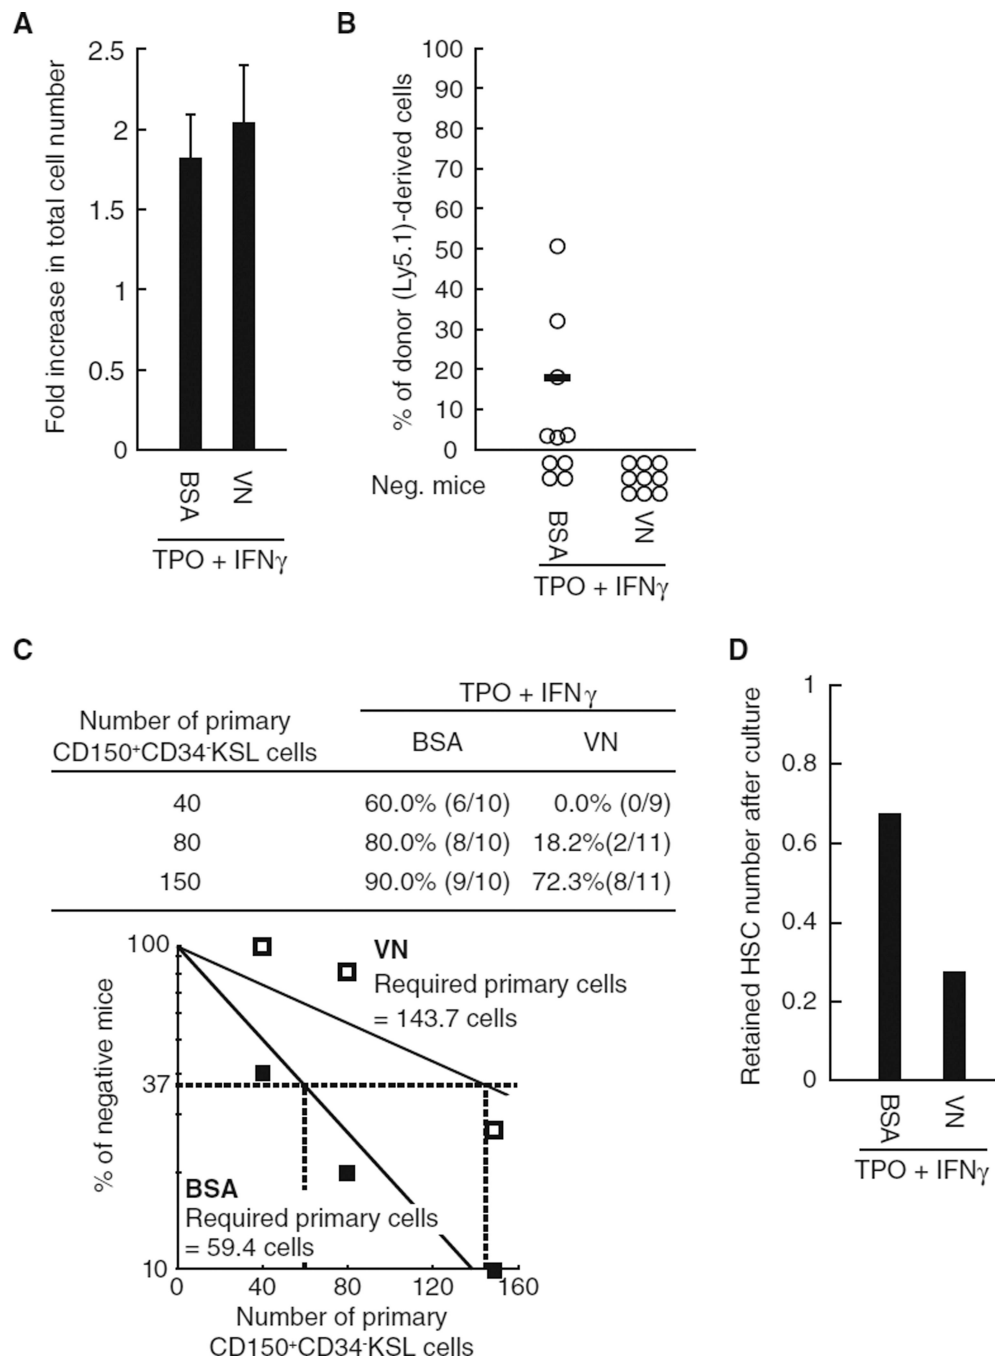 A
2.5
2
1.5
1
0.5
0
Fold increase in total cell number
BSA
VN
TPO + IFNγ
B
100
90
80
70
60
50
40
30
20
10
0
% of donor (Ly5.1)-derived cells
Neg. mice
BSA
VN
TPO + IFNγ
C
TPO + IFNγ
Number of primary
CD150⁺CD34⁻KSL cells
BSA
VN
40 60.0% (6/10) 0.0% (0/9)
80 80.0% (8/10) 18.2%(2/11)
150 90.0% (9/10) 72.3%(8/11)
100
37
10
% of negative mice
VN
Required primary cells
= 143.7 cells
BSA
Required primary cells
= 59.4 cells
0 40 80 120 160
Number of primary
CD150⁺CD34⁻KSL cells
D
1
0.8
0.6
0.4
0.2
0
Retained HSC number after culture
BSA
VN
TPO + IFNγ